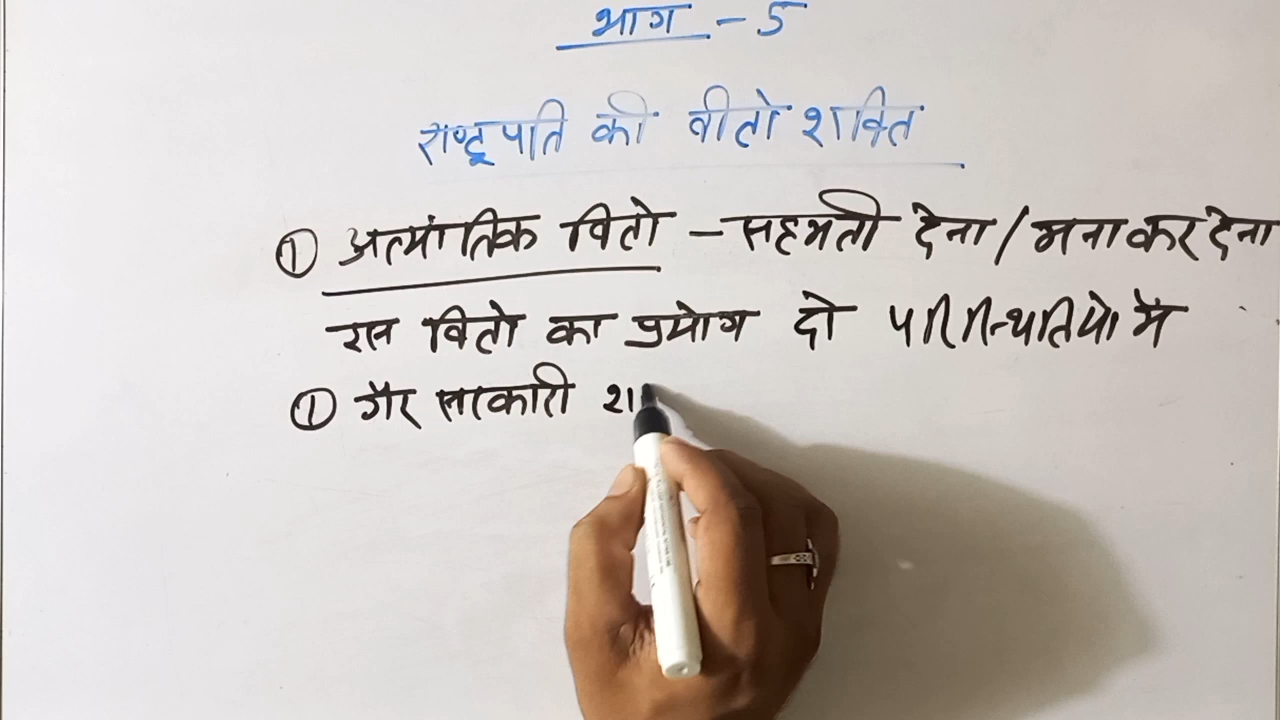 भाग - 5
राष्ट्रपति की वीटो शक्ति
① अत्यांतिक विटो - सहमती देना / मना कर देना
इस विटो का प्रयोग दो परिस्थितियो में
① गैर सरकारी